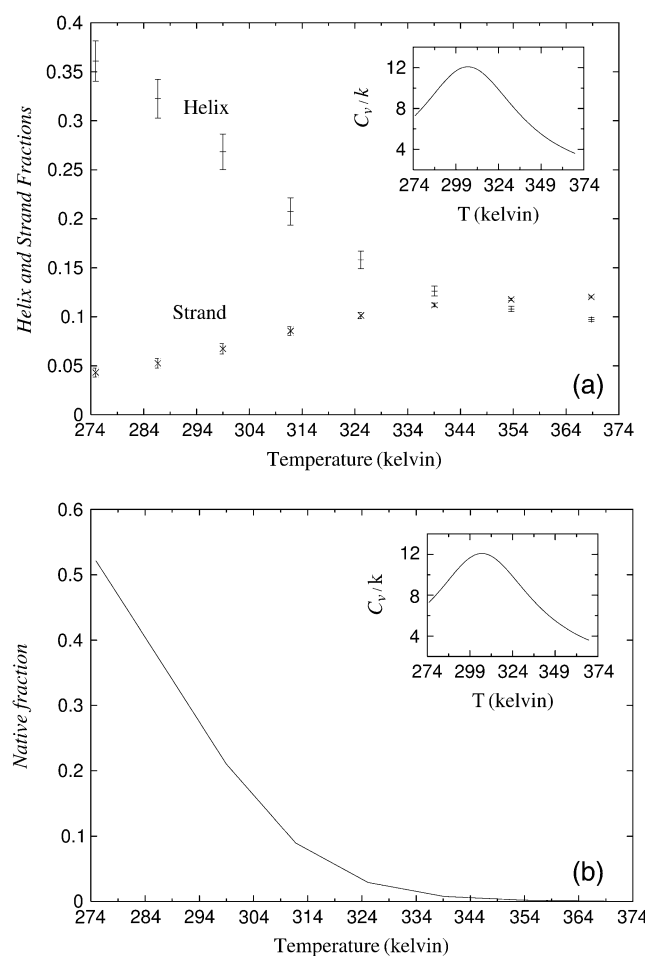 0.4
0.35
0.3
0.25
0.2
0.15
0.1
0.05
0
Helix and Strand Fractions
Helix
Strand
12
8
4
C_v / k
274 299 324 349 374
T (kelvin)
(a)
274 284 294 304 314 324 334 344 354 364 374
Temperature (kelvin)
0.6
0.5
0.4
0.3
0.2
0.1
0
Native fraction
12
8
4
C_v / k
274 299 324 349 374
T (kelvin)
(b)
274 284 294 304 314 324 334 344 354 364 374
Temperature (kelvin)